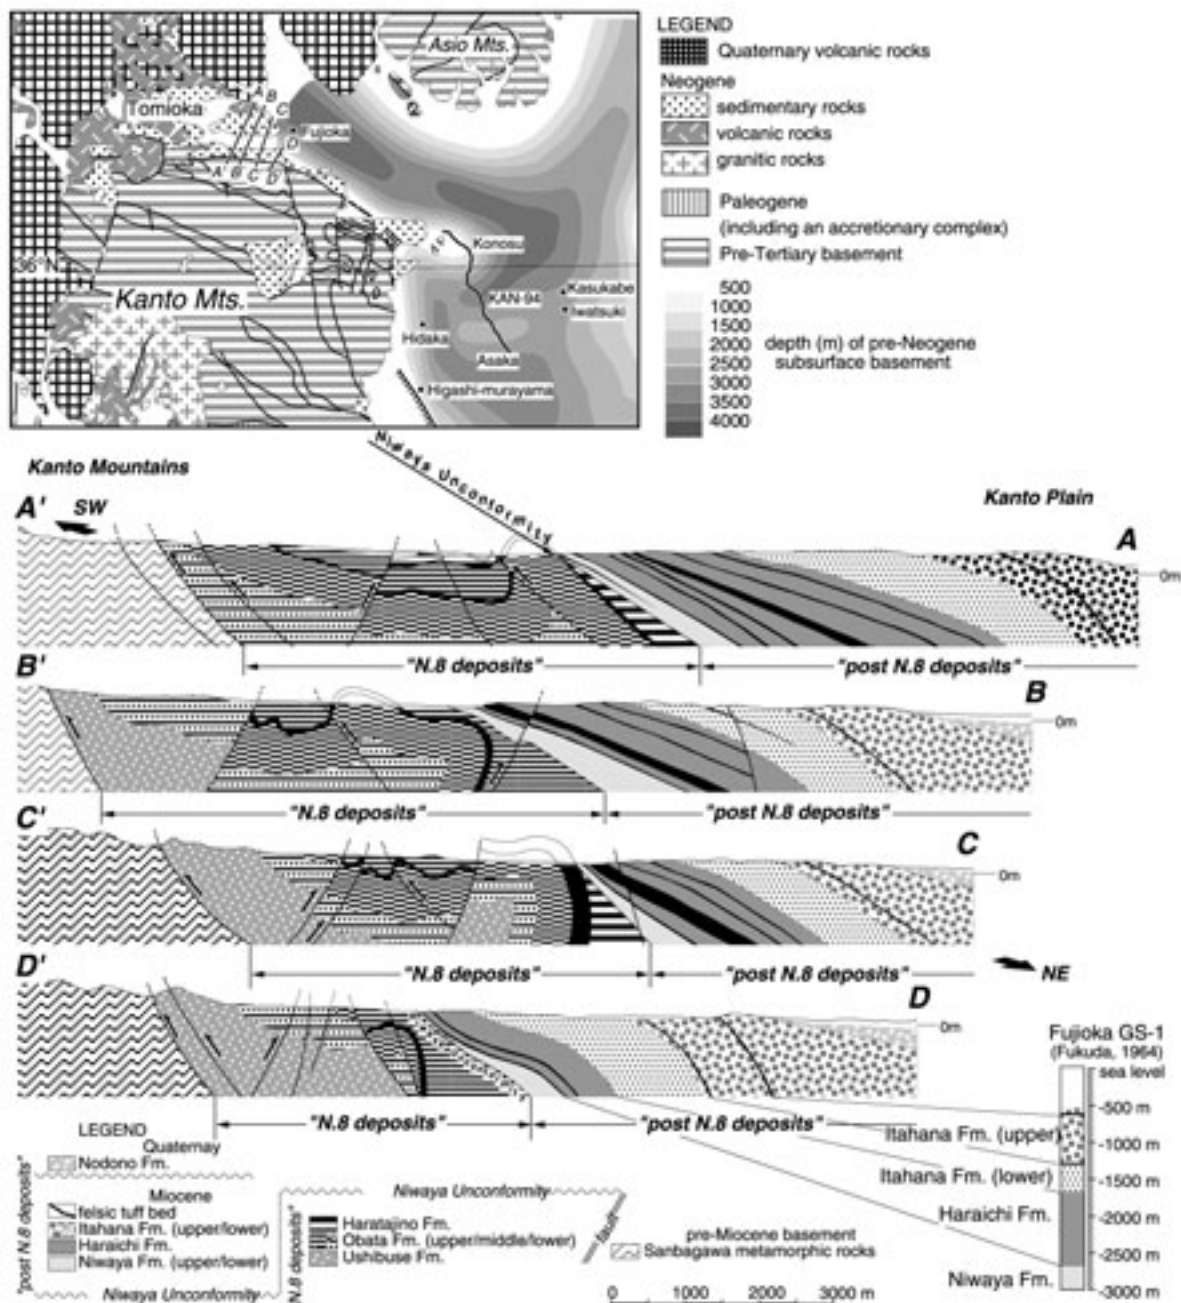 LEGEND
Quaternary volcanic rocks
Neogene
sedimentary rocks
volcanic rocks
granitic rocks
Paleogene
(including an accretionary complex)
Pre-Tertiary basement
500
1000
1500
2000
2500
3000
3500
4000
depth (m) of pre-Neogene
subsurface basement
Asio Mts.
Tomioka
A B C D
Fujioka
A' B' C' D'
Konosu
36°N
Kanto Mts.
KAN-94
Kasukabe
Iwatsuki
Hidaka
Asaka
Higashi-murayama
Niwaya Unconformity
Kanto Mountains
Kanto Plain
A'
SW
A
0m
"N.8 deposits"
"post N.8 deposits"
B'
B
0m
"N.8 deposits"
"post N.8 deposits"
C'
C
0m
"N.8 deposits"
"post N.8 deposits"
NE
D'
D
0m
"N.8 deposits"
"post N.8 deposits"
Fujioka GS-1
(Fukuda, 1964)
sea level
-500 m
-1000 m
-1500 m
-2000 m
-2500 m
-3000 m
Itahana Fm. (upper)
Itahana Fm. (lower)
Haraichi Fm.
Niwaya Fm.
LEGEND
Quaternay
Nodono Fm.
"post N.8 deposits"
Miocene
felsic tuff bed
Itahana Fm. (upper/lower)
Haraichi Fm.
Niwaya Fm. (upper/lower)
Niwaya Unconformity
Niwaya Unconformity
N.8 deposits"
Haratajino Fm.
Obata Fm. (upper/middle/lower)
Ushibuse Fm.
fault
pre-Miocene basement
Sanbagawa metamorphic rocks
0 1000 2000 3000 m